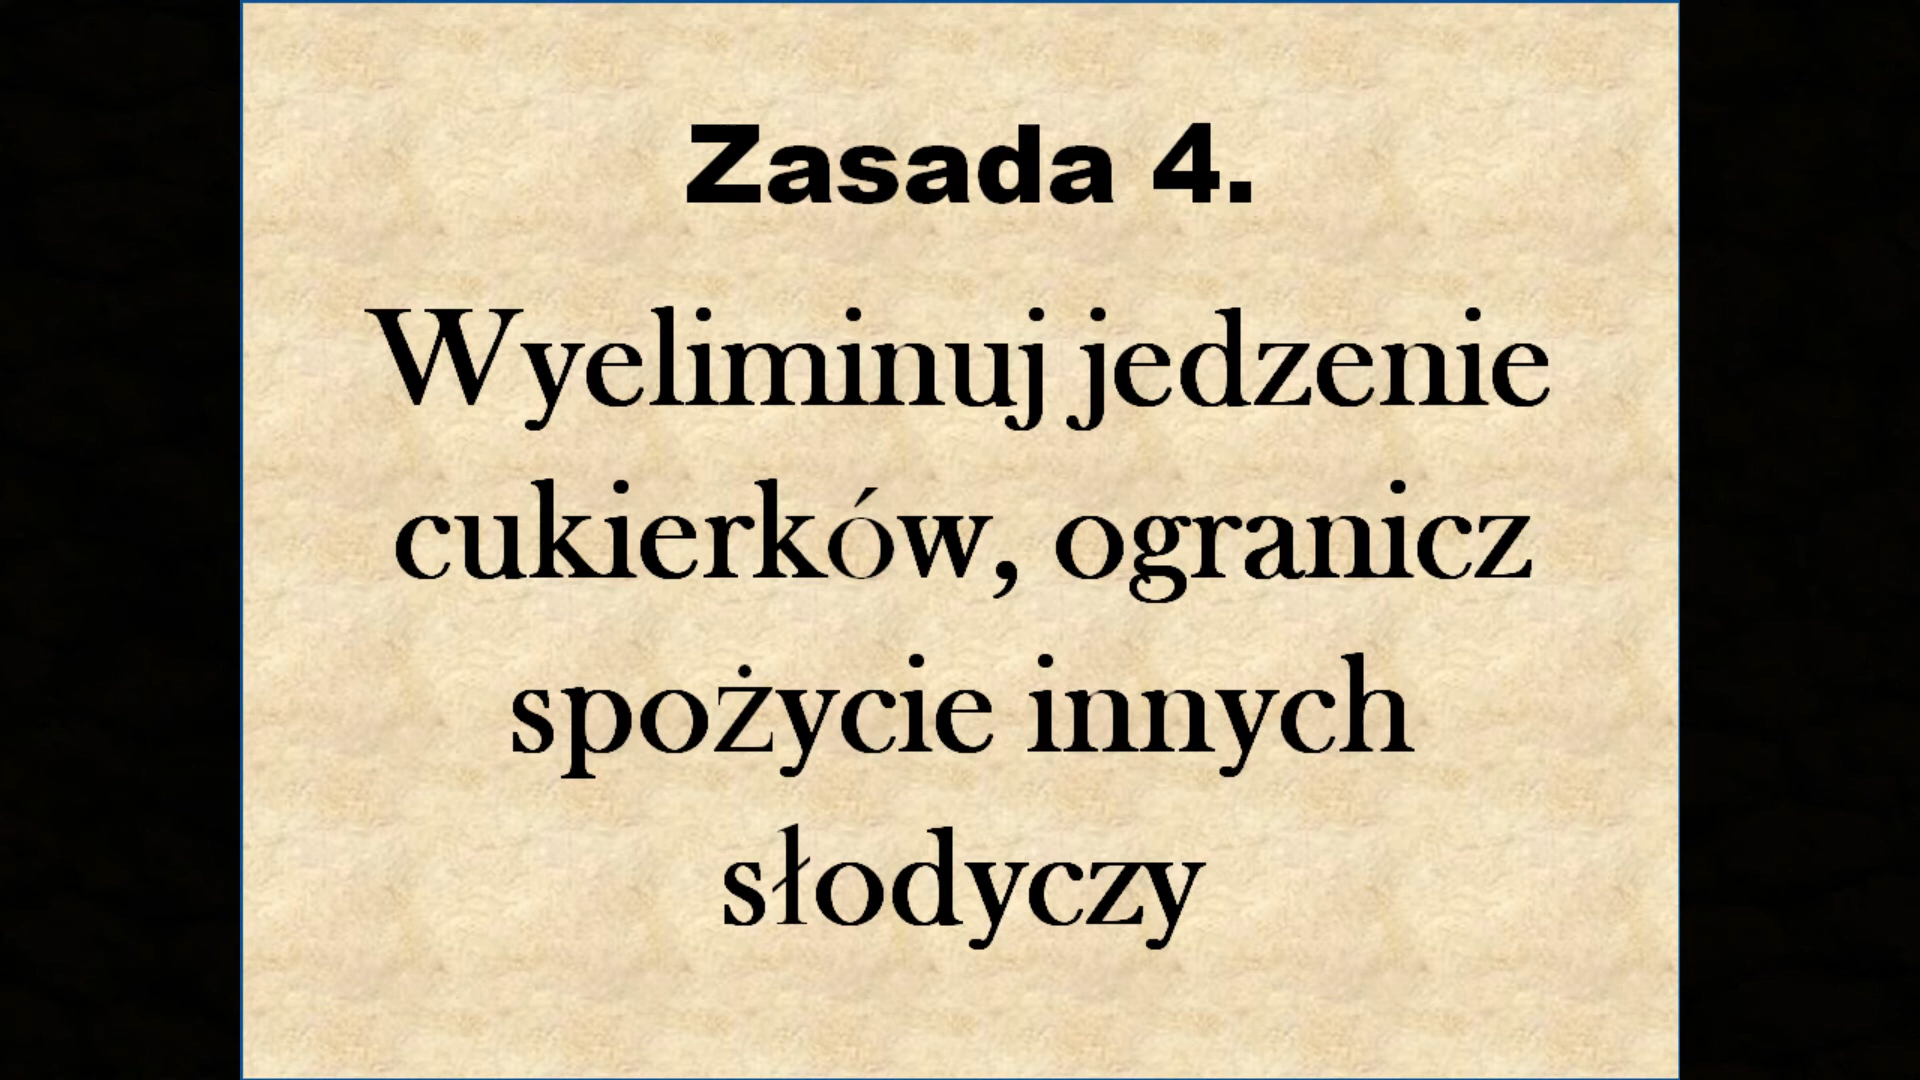 Zasada 4.
Wyeliminuj jedzenie
cukierków, ogranicz
spożycie innych
słodyczy